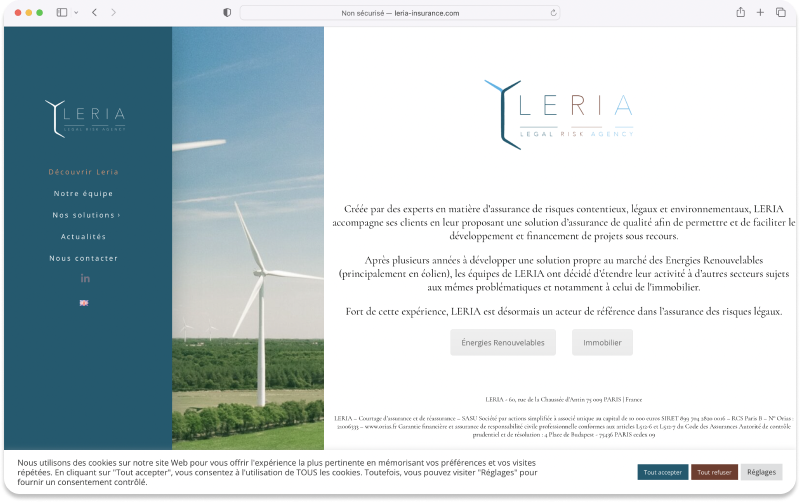 Non sécurisé — leria-insurance.com
LERIA
LEGAL RISK AGENCY
Découvrir Leria
Notre équipe
Nos solutions ›
Actualités
Nous contacter
in
LERIA
LEGAL RISK AGENCY
Créée par des experts en matière d'assurance de risques contentieux, légaux et environnementaux, LERIA
accompagne ses clients en leur proposant une solution d'assurance de qualité afin de permettre et de faciliter le
développement et financement de projets sous recours.
Après plusieurs années à développer une solution propre au marché des Energies Renouvelables
(principalement en éolien), les équipes de LERIA ont décidé d'étendre leur activité à d'autres secteurs sujets
aux mêmes problématiques et notamment à celui de l'immobilier.
Fort de cette expérience, LERIA est désormais un acteur de référence dans l'assurance des risques légaux.
Énergies Renouvelables
Immobilier
LERIA - 60, rue de la Chaussée d'Antin 75 009 PARIS | France
LERIA – Courtage d'assurance et de réassurance – SASU Société par actions simplifiée à associé unique au capital de 10 000 euros SIRET 899 704 3820 0016 – RCS Paris B – N° Orias :
21006533 – www.orias.fr Garantie financière et assurance de responsabilité civile professionnelle conformes aux articles L512-6 et L512-7 du Code des Assurances Autorité de contrôle
prudentiel et de résolution : 4 Place de Budapest - 75436 PARIS cedex 09
Nous utilisons des cookies sur notre site Web pour vous offrir l'expérience la plus pertinente en mémorisant vos préférences et vos visites
répétées. En cliquant sur "Tout accepter", vous consentez à l'utilisation de TOUS les cookies. Toutefois, vous pouvez visiter "Réglages" pour
fournir un consentement contrôlé.
Tout accepter
Tout refuser
Réglages